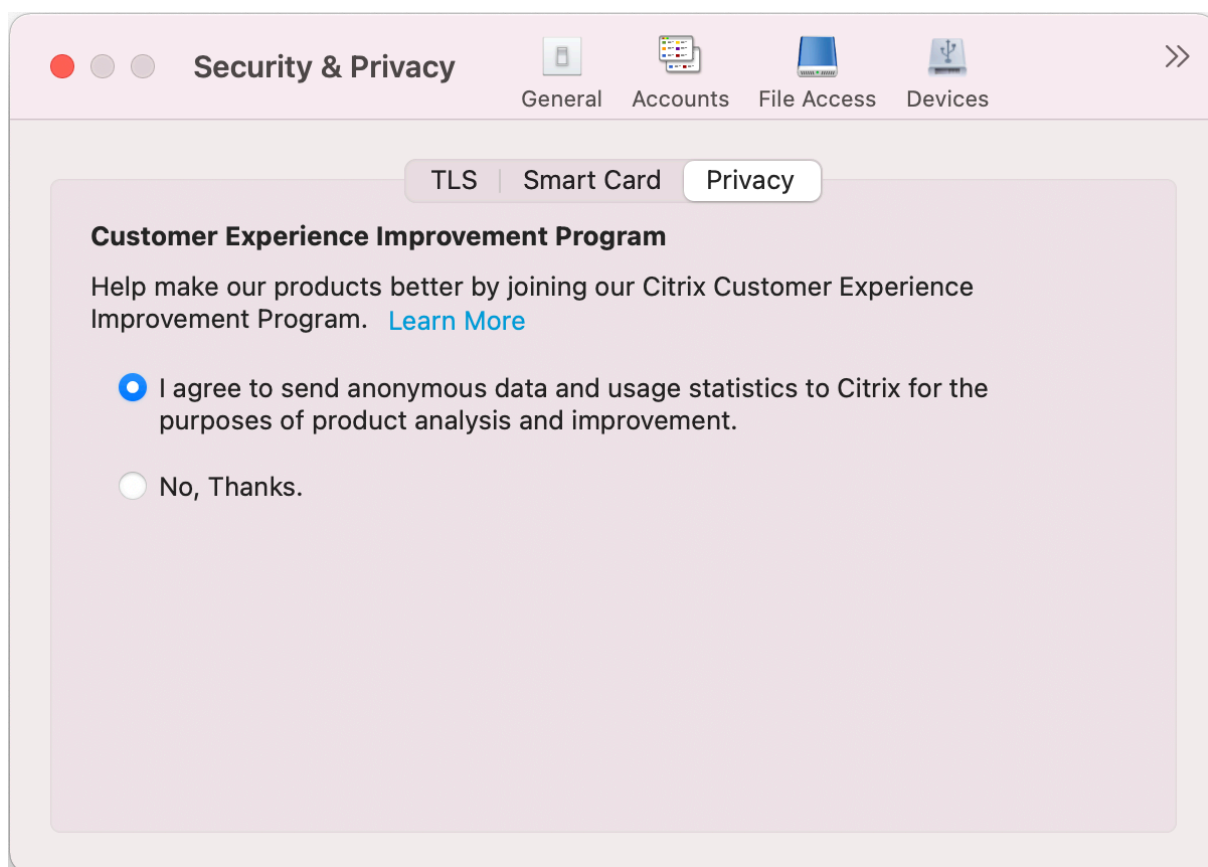 Security & Privacy
General
Accounts
File Access
Devices
TLS
Smart Card
Privacy
Customer Experience Improvement Program
Help make our products better by joining our Citrix Customer Experience
Improvement Program. Learn More
I agree to send anonymous data and usage statistics to Citrix for the
purposes of product analysis and improvement.
No, Thanks.